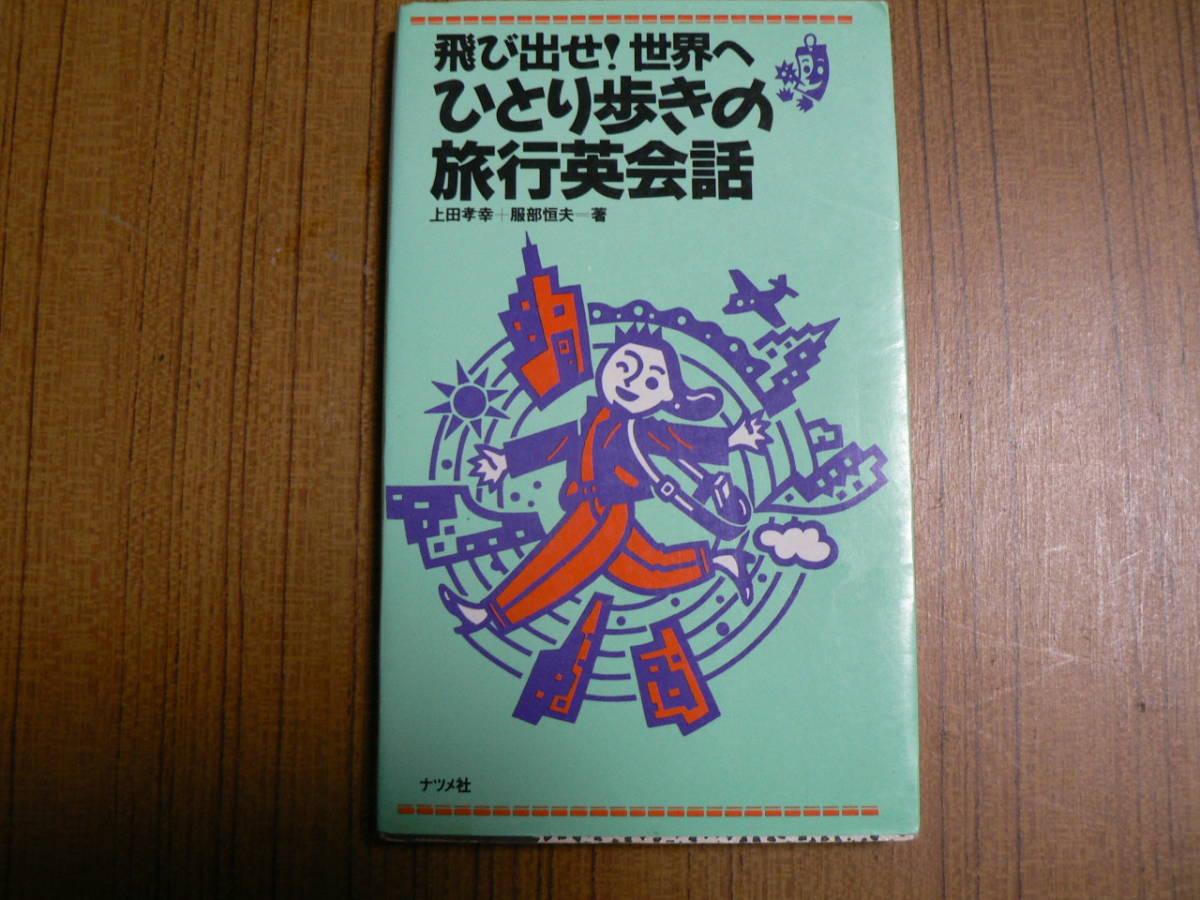 飛び出せ！世界へ
ひとり歩きの
旅行英会話
上田孝幸＋服部恒夫＝著
ナツメ社